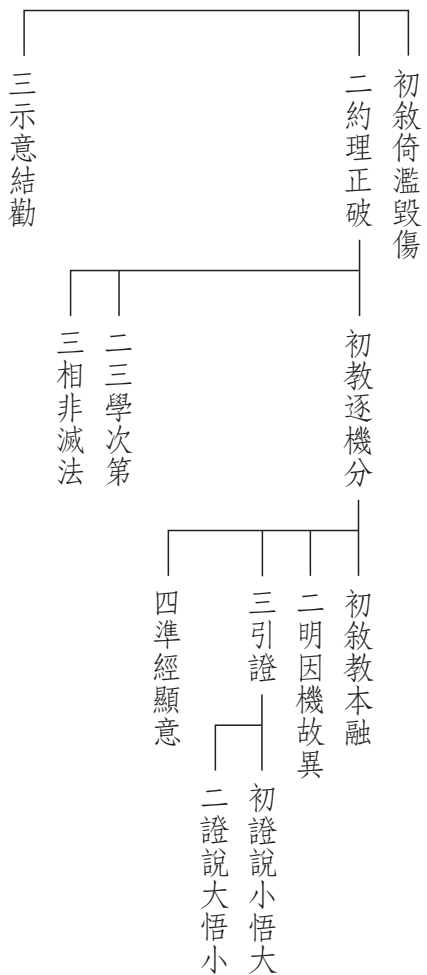 初敘倚濫毀傷
二約理正破
初教逐機分
初敘教本融
二明因機故異
三引證
初證說小悟大
二證說大悟小
四準經顯意
二三學次第
三相非滅法
三示意結勸